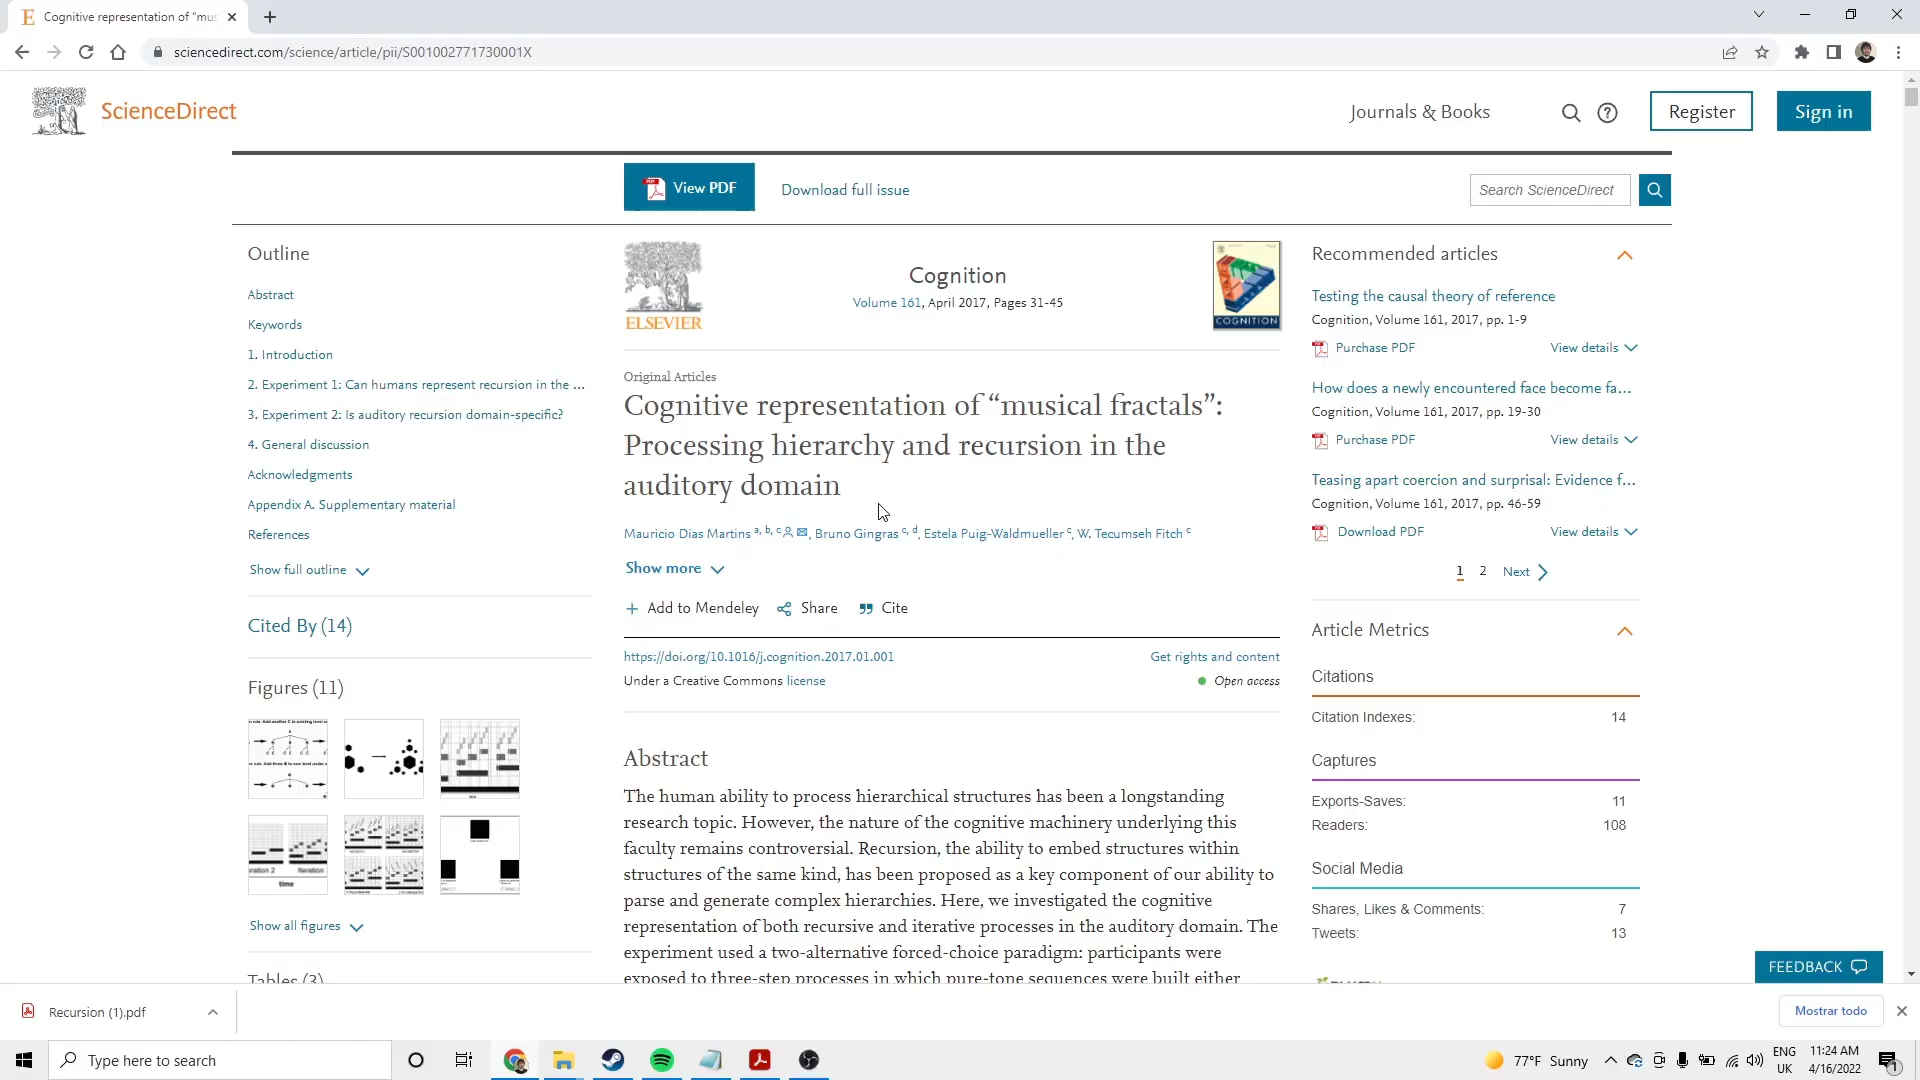 Cognitive representation of “mus
sciencedirect.com/science/article/pii/S001002771730001X
ScienceDirect
Journals & Books
Register
Sign in
View PDF
Download full issue
Search ScienceDirect
Outline
Abstract
Keywords
1. Introduction
2. Experiment 1: Can humans represent recursion in the ...
3. Experiment 2: Is auditory recursion domain-specific?
4. General discussion
Acknowledgments
Appendix A. Supplementary material
References
Show full outline
Cited By (14)
Figures (11)
time
Show all figures
Tables (3)
ELSEVIER
Cognition
Volume 161, April 2017, Pages 31-45
COGNITION
Original Articles
Cognitive representation of “musical fractals”:
Processing hierarchy and recursion in the
auditory domain
Mauricio Dias Martins a, b, c, Bruno Gingras c, d, Estela Puig-Waldmueller c, W. Tecumseh Fitch c
Show more
Add to Mendeley Share Cite
https://doi.org/10.1016/j.cognition.2017.01.001
Get rights and content
Under a Creative Commons license
Open access
Abstract
The human ability to process hierarchical structures has been a longstanding
research topic. However, the nature of the cognitive machinery underlying this
faculty remains controversial. Recursion, the ability to embed structures within
structures of the same kind, has been proposed as a key component of our ability to
parse and generate complex hierarchies. Here, we investigated the cognitive
representation of both recursive and iterative processes in the auditory domain. The
experiment used a two-alternative forced-choice paradigm: participants were
exposed to three-step processes in which pure-tone sequences were built either
Recommended articles
Testing the causal theory of reference
Cognition, Volume 161, 2017, pp. 1-9
Purchase PDF View details
How does a newly encountered face become fa...
Cognition, Volume 161, 2017, pp. 19-30
Purchase PDF View details
Teasing apart coercion and surprisal: Evidence f...
Cognition, Volume 161, 2017, pp. 46-59
Download PDF View details
1 2 Next
Article Metrics
Citations
Citation Indexes: 14
Captures
Exports-Saves: 11
Readers: 108
Social Media
Shares, Likes & Comments: 7
Tweets: 13
FEEDBACK
Recursion (1).pdf
Mostrar todo
Type here to search
77°F Sunny
ENG
UK
11:24 AM
4/16/2022
1